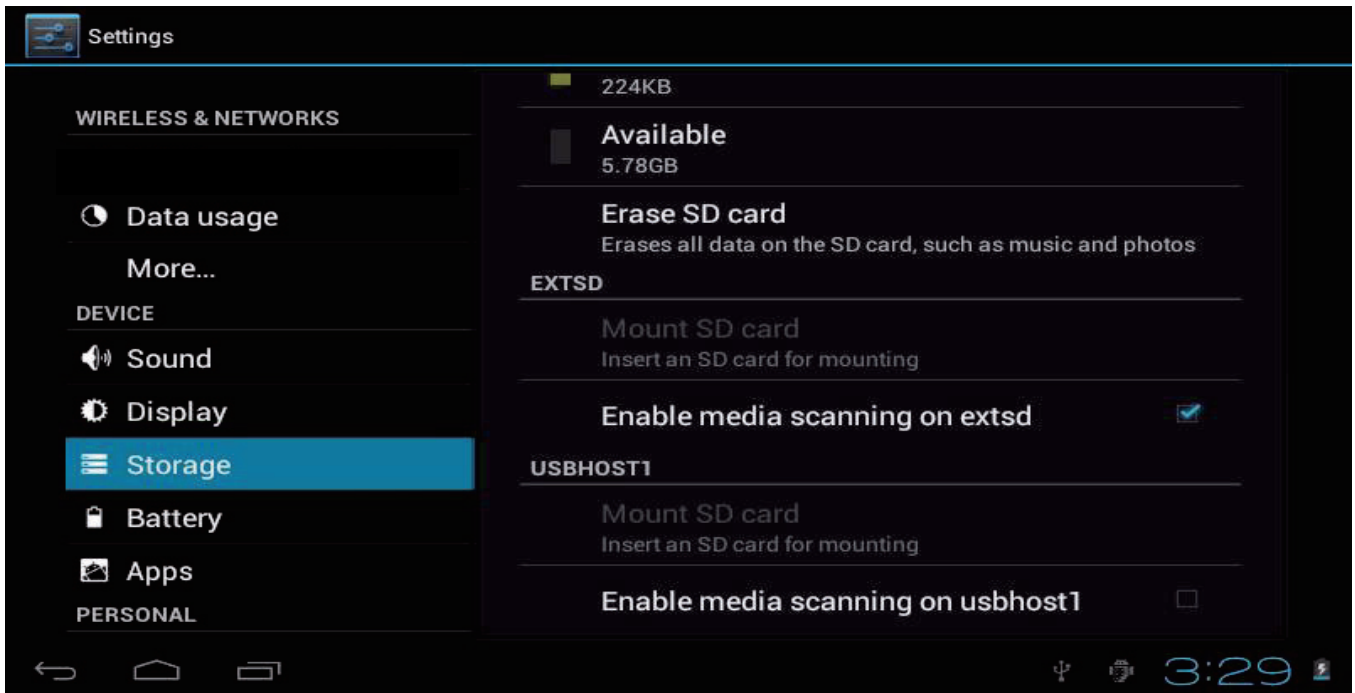 Settings
WIRELESS & NETWORKS
Data usage
More...
DEVICE
Sound
Display
Storage
Battery
Apps
PERSONAL
224KB
Available
5.78GB
Erase SD card
Erases all data on the SD card, such as music and photos
EXTSD
Mount SD card
Insert an SD card for mounting
Enable media scanning on extsd
USBHOST1
Mount SD card
Insert an SD card for mounting
Enable media scanning on usbhost1
3:29